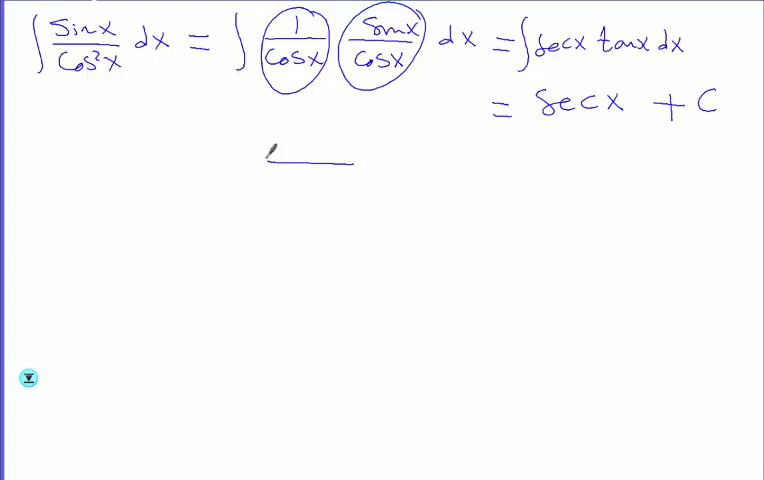 ∫ sinx/cos²x dx = ∫ 1/cosx sinx/cosx dx = ∫ secx tanx dx
= secx + C